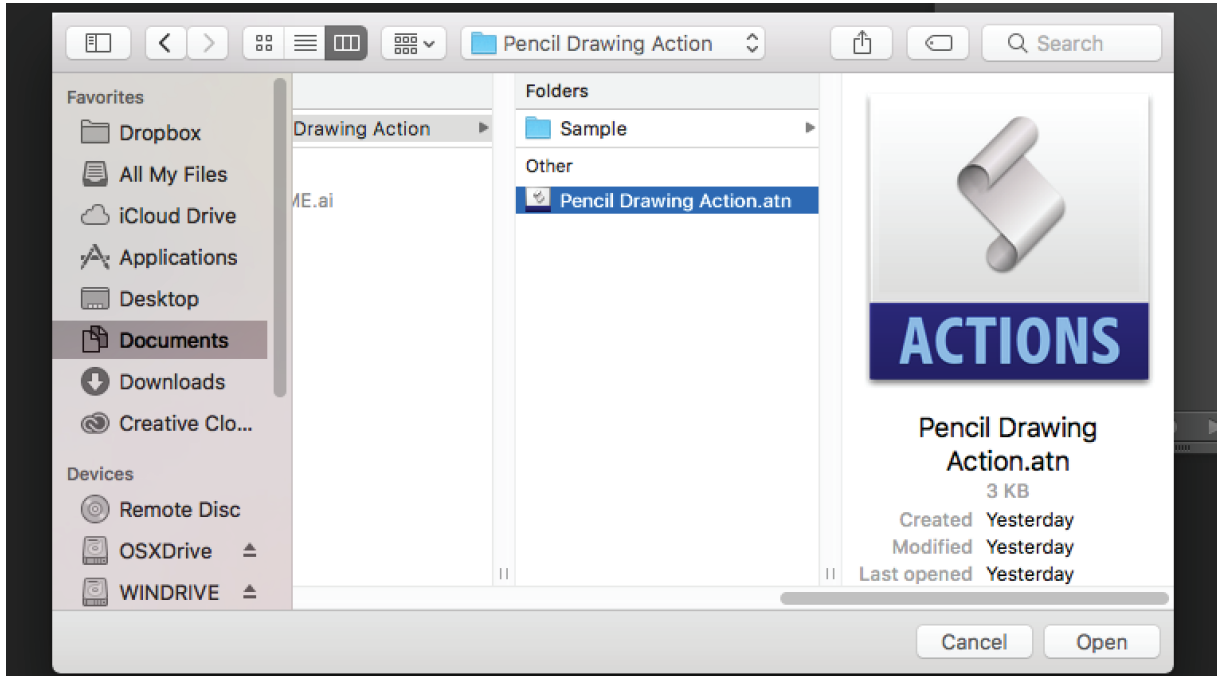 Pencil Drawing Action
Search
Favorites
Dropbox
All My Files
iCloud Drive
Applications
Desktop
Documents
Downloads
Creative Clo...
Devices
Remote Disc
OSXDrive
WINDRIVE
Drawing Action
ME.ai
Folders
Sample
Other
Pencil Drawing Action.atn
ACTIONS
Pencil Drawing
Action.atn
3 KB
Created Yesterday
Modified Yesterday
Last opened Yesterday
Cancel
Open